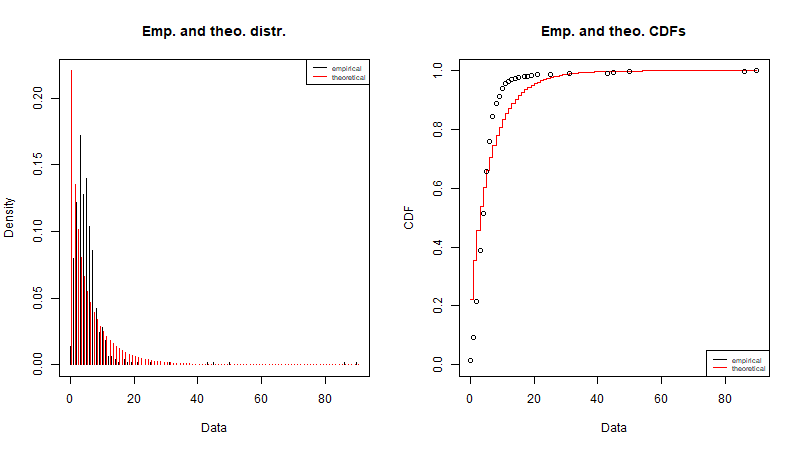 Emp. and theo. distr.
Density
0.00
0.05
0.10
0.15
0.20
0
20
40
60
80
Data
empirical
theoretical
Emp. and theo. CDFs
CDF
0.0
0.2
0.4
0.6
0.8
1.0
0
20
40
60
80
Data
empirical
theoretical